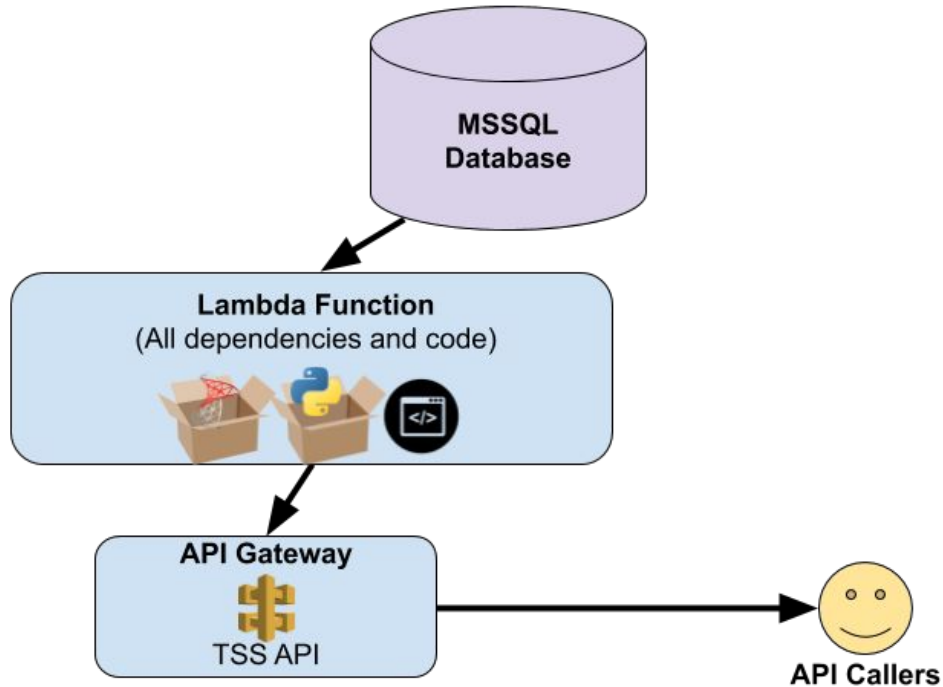 MSSQL
Database
Lambda Function
(All dependencies and code)
</>
API Gateway
TSS API
API Callers